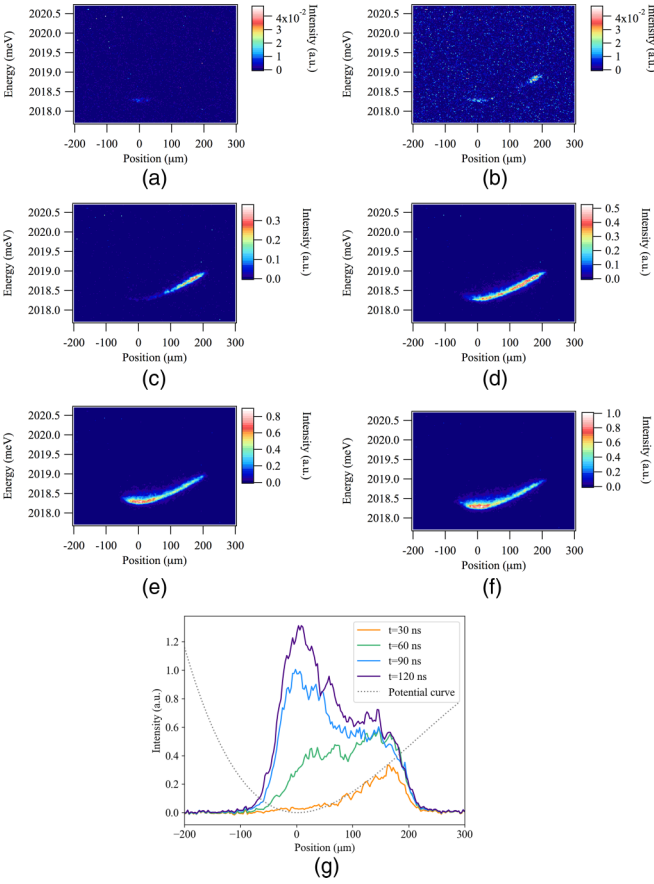 2020.5
2020.0
2019.5
2019.0
2018.5
2018.0
Energy (meV)
-200 -100 0 100 200 300
Position (μm)
4x10-2
3
2
1
0
Intensity (a.u.)
(a)
2020.5
2020.0
2019.5
2019.0
2018.5
2018.0
Energy (meV)
-200 -100 0 100 200 300
Position (μm)
4x10-2
3
2
1
0
Intensity (a.u.)
(b)
2020.5
2020.0
2019.5
2019.0
2018.5
2018.0
Energy (meV)
-200 -100 0 100 200 300
Position (μm)
0.3
0.2
0.1
0.0
Intensity (a.u.)
(c)
2020.5
2020.0
2019.5
2019.0
2018.5
2018.0
Energy (meV)
-200 -100 0 100 200 300
Position (μm)
0.5
0.4
0.3
0.2
0.1
0.0
Intensity (a.u.)
(d)
2020.5
2020.0
2019.5
2019.0
2018.5
2018.0
Energy (meV)
-200 -100 0 100 200 300
Position (μm)
0.8
0.6
0.4
0.2
0.0
Intensity (a.u.)
(e)
2020.5
2020.0
2019.5
2019.0
2018.5
2018.0
Energy (meV)
-200 -100 0 100 200 300
Position (μm)
1.0
0.8
0.6
0.4
0.2
0.0
Intensity (a.u.)
(f)
1.2
1.0
0.8
0.6
0.4
0.2
0.0
Intensity (a.u.)
t=30 ns
t=60 ns
t=90 ns
t=120 ns
Potential curve
−200 −100 0 100 200 300
Position (μm)
(g)